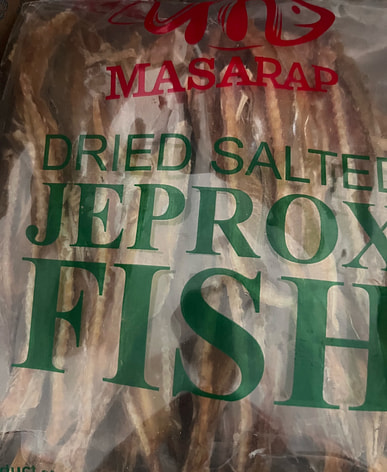 MASARAP
DRIED SALTED
JEPROX
FISH